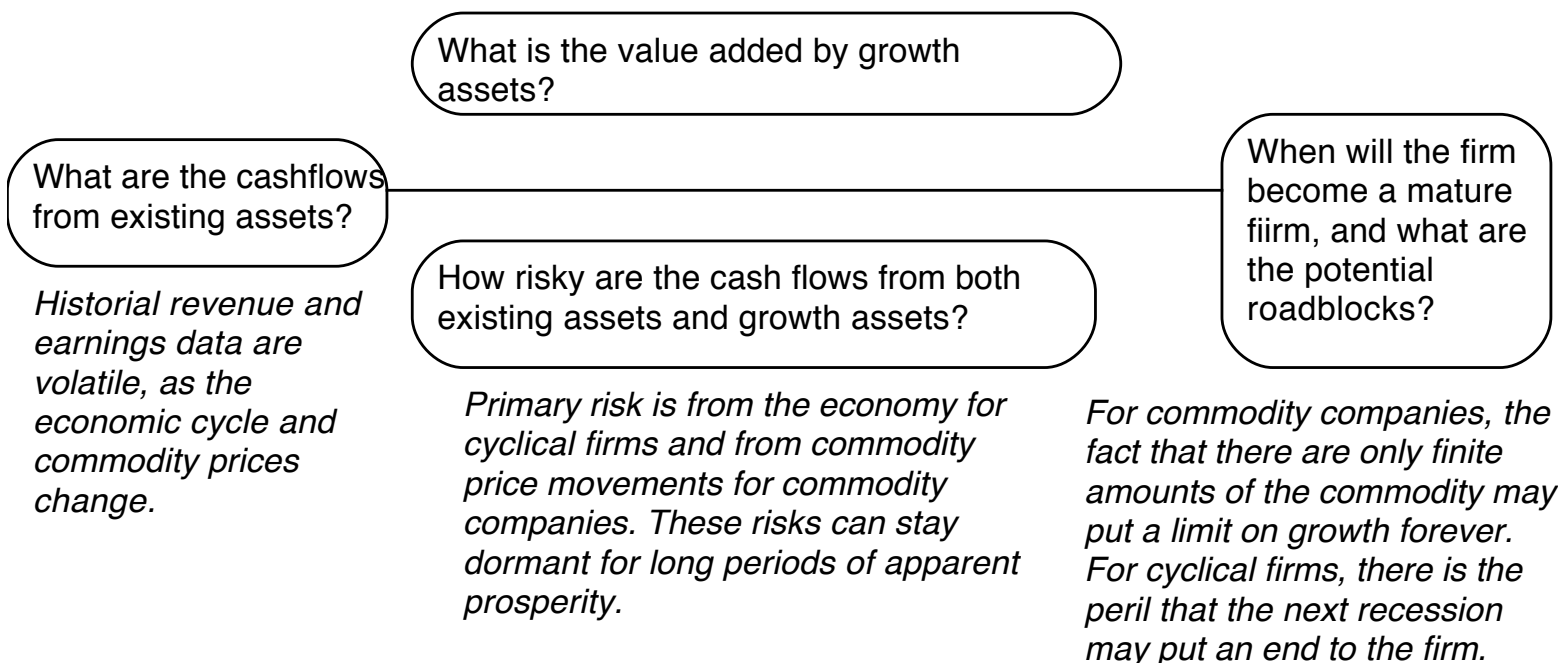 What is the value added by growth
assets?
What are the cashflows
from existing assets?
When will the firm
become a mature
fiirm, and what are
the potential
roadblocks?
How risky are the cash flows from both
existing assets and growth assets?
Historial revenue and
earnings data are
volatile, as the
economic cycle and
commodity prices
change.
Primary risk is from the economy for
cyclical firms and from commodity
price movements for commodity
companies. These risks can stay
dormant for long periods of apparent
prosperity.
For commodity companies, the
fact that there are only finite
amounts of the commodity may
put a limit on growth forever.
For cyclical firms, there is the
peril that the next recession
may put an end to the firm.